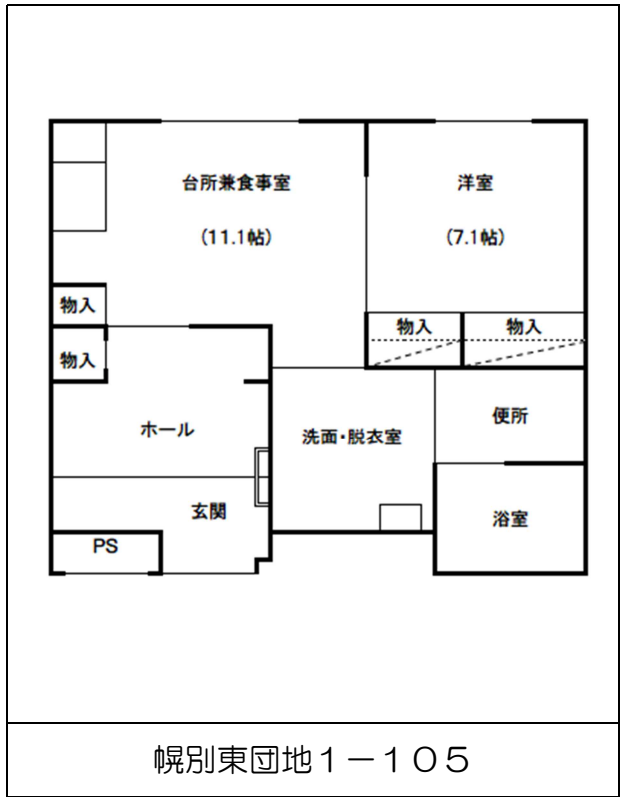 台所兼食事室
(11.1帖)
洋室
(7.1帖)
物入
物入
物入
物入
ホール
洗面・脱衣室
便所
玄関
浴室
PS
幌別東団地1－105